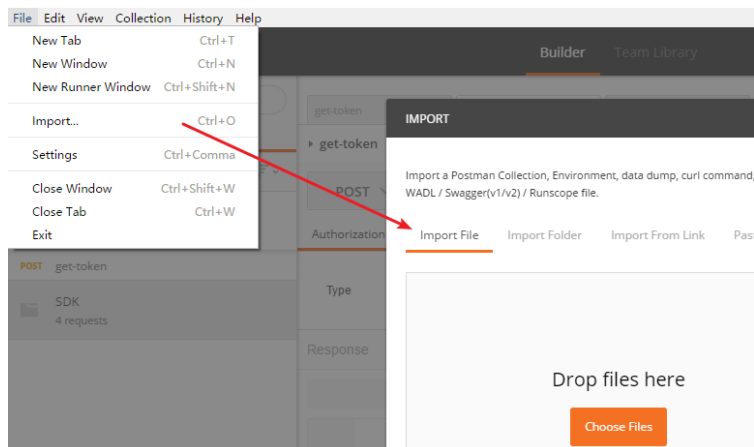 File Edit View Collection History Help
New Tab Ctrl+T
New Window Ctrl+N
New Runner Window Ctrl+Shift+N
Import... Ctrl+O
Settings Ctrl+Comma
Close Window Ctrl+Shift+W
Close Tab Ctrl+W
Exit
POST get-token
SDK
4 requests
Builder Team Library
get-token
get-token
POST
Authorization
Type
Response
IMPORT
Import a Postman Collection, Environment, data dump, curl command,
WADL / Swagger(v1/v2) / Runscope file.
Import File Import Folder Import From Link Past
Drop files here
Choose Files